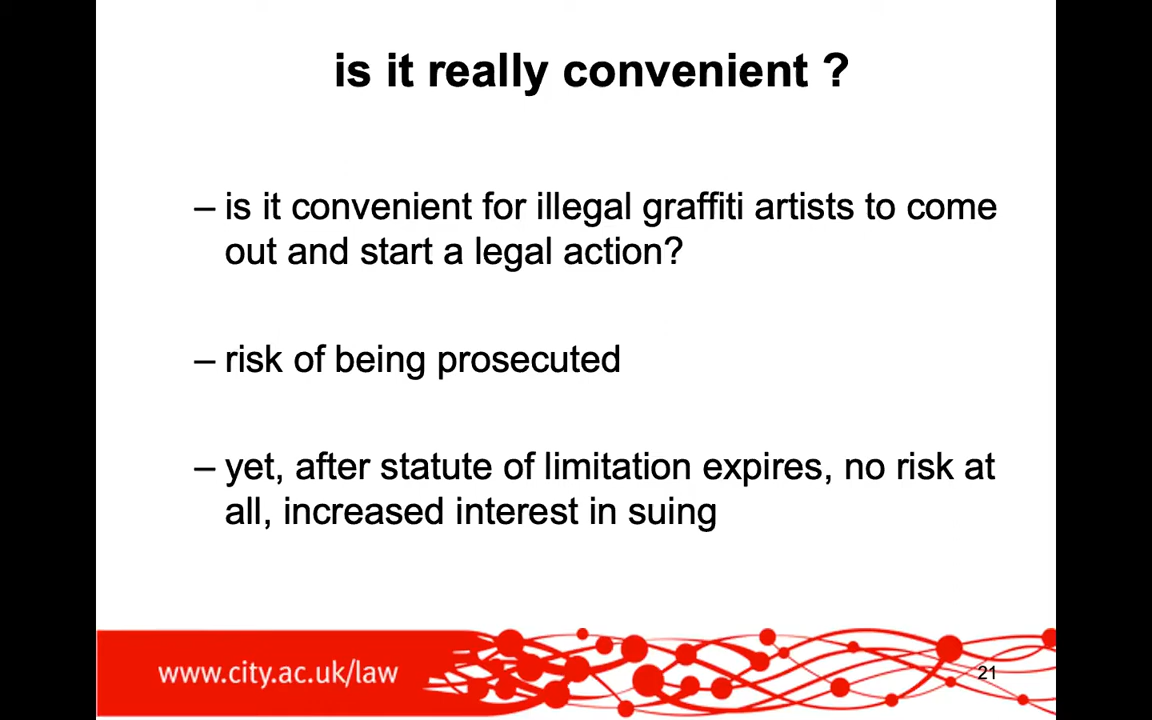 is it really convenient ?
– is it convenient for illegal graffiti artists to come
out and start a legal action?
– risk of being prosecuted
– yet, after statute of limitation expires, no risk at
all, increased interest in suing
www.city.ac.uk/law
21